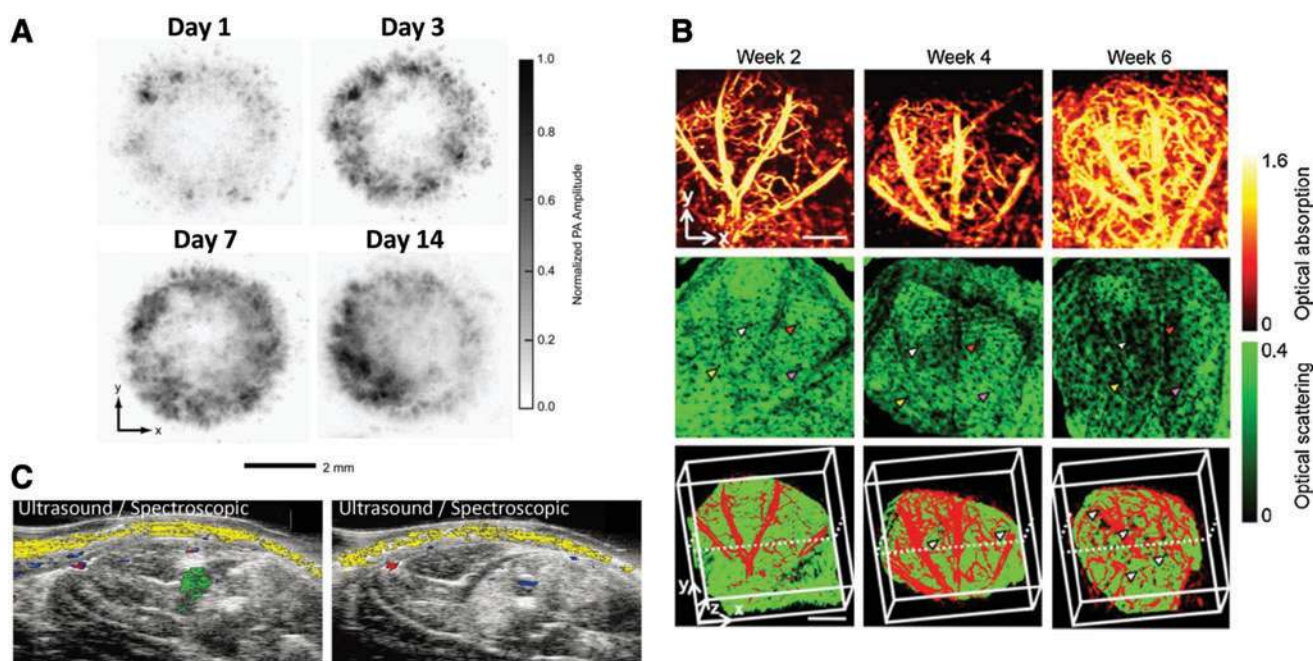 A
Day 1
Day 3
Day 7
Day 14
y
x
1.0
0.8
0.6
0.4
0.2
0.0
Normalized PA Amplitude
2 mm
B
Week 2
Week 4
Week 6
y
x
1.6
0
Optical absorption
0.4
0
Optical scattering
y
z
x
C
Ultrasound / Spectroscopic
Ultrasound / Spectroscopic